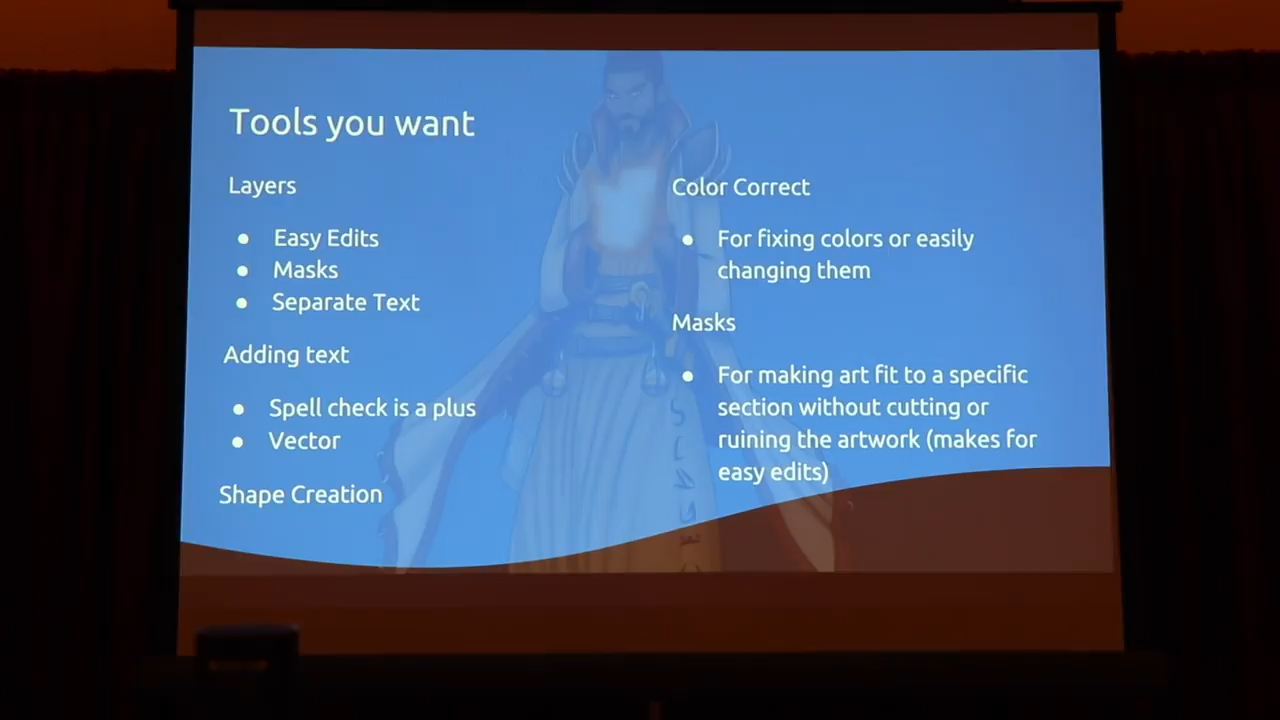 Tools you want
Layers
● Easy Edits
● Masks
● Separate Text
Adding text
● Spell check is a plus
● Vector
Shape Creation
Color Correct
● For fixing colors or easily
changing them
Masks
● For making art fit to a specific
section without cutting or
ruining the artwork (makes for
easy edits)